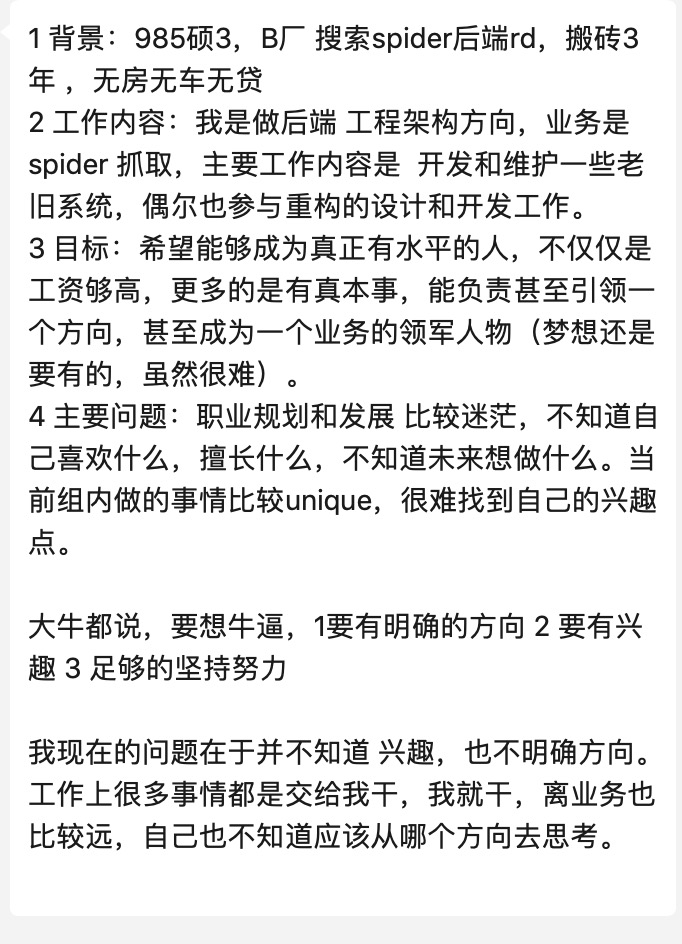 1 背景：985硕3，B厂 搜索spider后端rd，搬砖3
年 ，无房无车无贷
2 工作内容：我是做后端 工程架构方向，业务是
spider 抓取，主要工作内容是  开发和维护一些老
旧系统，偶尔也参与重构的设计和开发工作。
3 目标：希望能够成为真正有水平的人，不仅仅是
工资够高，更多的是有真本事，能负责甚至引领一
个方向，甚至成为一个业务的领军人物（梦想还是
要有的，虽然很难）。
4 主要问题：职业规划和发展 比较迷茫，不知道自
己喜欢什么，擅长什么，不知道未来想做什么。当
前组内做的事情比较unique，很难找到自己的兴趣
点。
大牛都说，要想牛逼，1要有明确的方向 2 要有兴
趣 3 足够的坚持努力
我现在的问题在于并不知道 兴趣，也不明确方向。
工作上很多事情都是交给我干，我就干，离业务也
比较远，自己也不知道应该从哪个方向去思考。